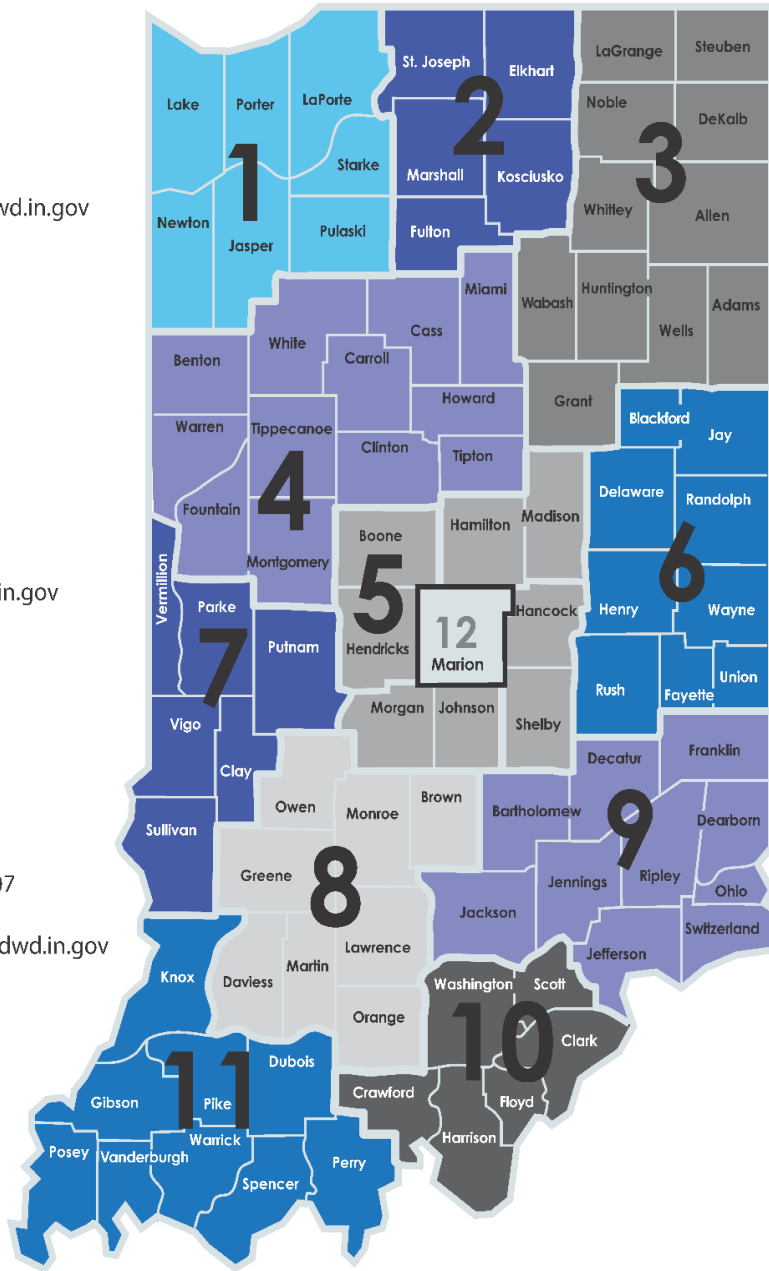 LaGrange
Steuben
St. Joseph
Elkhart
Lake
Porter
LaPorte
2
Noble
DeKalb
1
Starke
Marshall
Kosciusko
3
wd.in.gov
Newton
Jasper
Pulaski
Fulton
Whitley
Allen
Miami
Wabash
Huntington
Adams
Wells
White
Cass
Carroll
Benton
Howard
Grant
Blackford
Jay
Warren
Tippecanoe
Clinton
Tipton
4
Delaware
Randolph
Fountain
Boone
Hamilton
Madison
Montgomery
5
6
in.gov
Vermillion
Parke
Putnam
Hendricks
12
Marion
Hancock
Henry
Wayne
7
Morgan
Johnson
Shelby
Rush
Fayette
Union
Vigo
Clay
Decatur
Franklin
Owen
Monroe
Brown
Bartholomew
9
Dearborn
Sullivan
Greene
8
Jennings
Ripley
Ohio
07
Jackson
Switzerland
dwd.in.gov
Lawrence
Jefferson
Knox
Daviess
Martin
Washington
Scott
Orange
10
Clark
Dubois
11
Gibson
Pike
Crawford
Floyd
Harrison
Posey
Vanderburgh
Warrick
Spencer
Perry